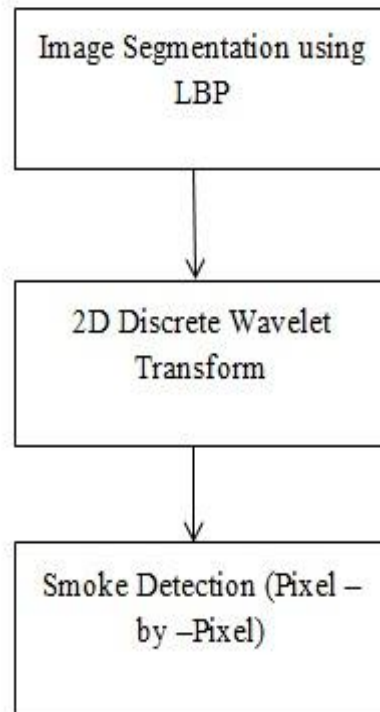 Image Segmentation using
LBP
2D Discrete Wavelet
Transform
Smoke Detection (Pixel –
by –Pixel)